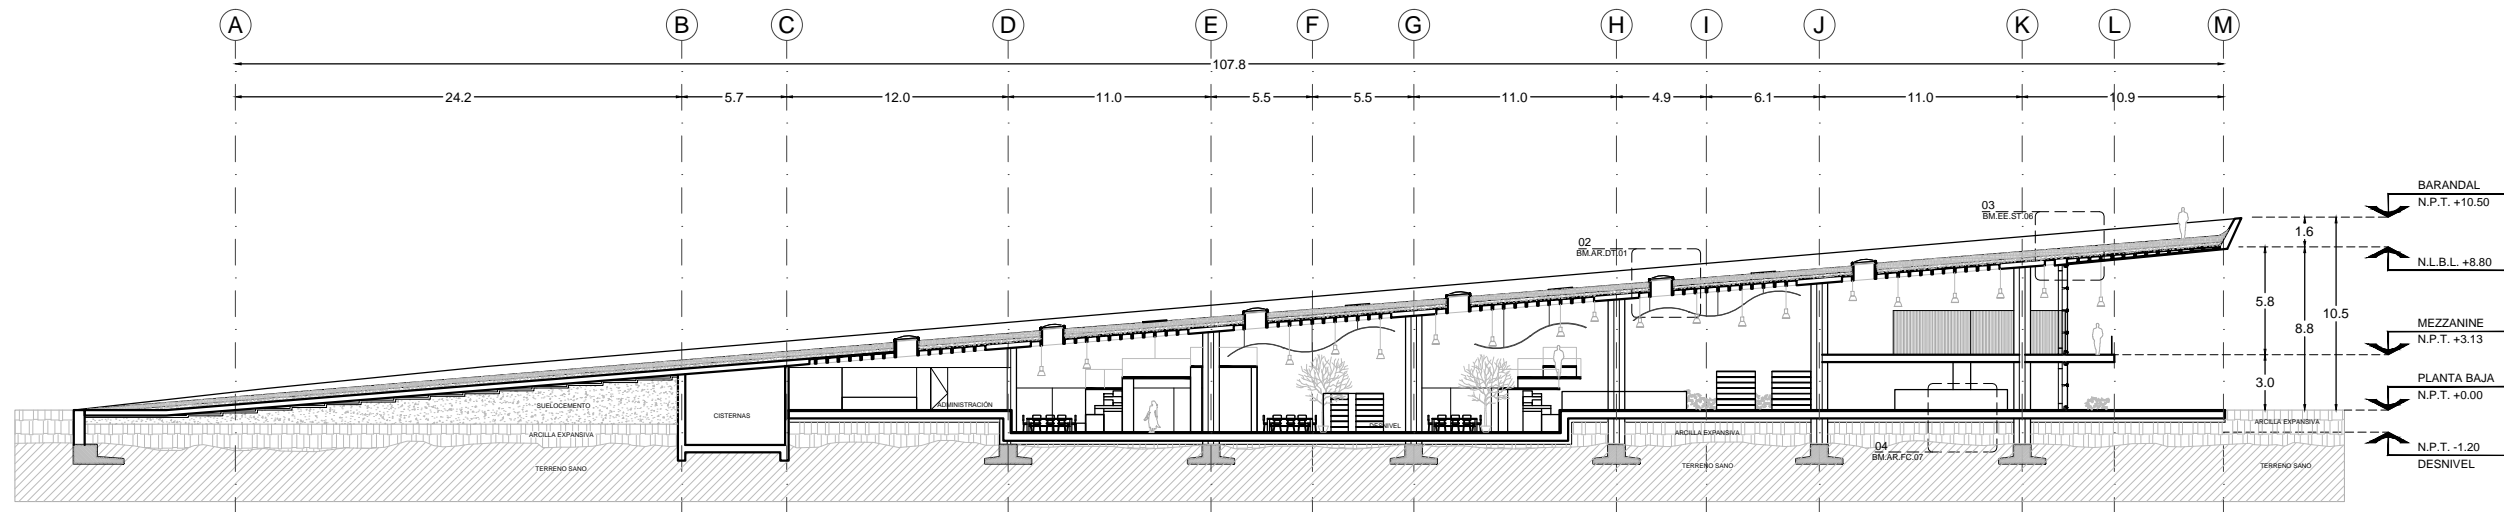 A B C D E F G H I J K L M
107.8
24.2 5.7 12.0 11.0 5.5 5.5 11.0 4.9 6.1 11.0 10.9
BARANDAL
N.P.T. +10.50
03
BM.EE.ST.06
1.6
02
BM.AR.DT.01
N.L.B.L. +8.80
5.8
10.5
8.8
MEZZANINE
N.P.T. +3.13
3.0
PLANTA BAJA
N.P.T. +0.00
SUELOCEMENTO
ADMINISTRACIÓN
CISTERNAS
DESNIVEL
ARCILLA EXPANSIVA
ARCILLA EXPANSIVA
ARCILLA EXPANSIVA
04
BM.AR.FC.07
N.P.T. -1.20
DESNIVEL
TERRENO SANO
TERRENO SANO
TERRENO SANO